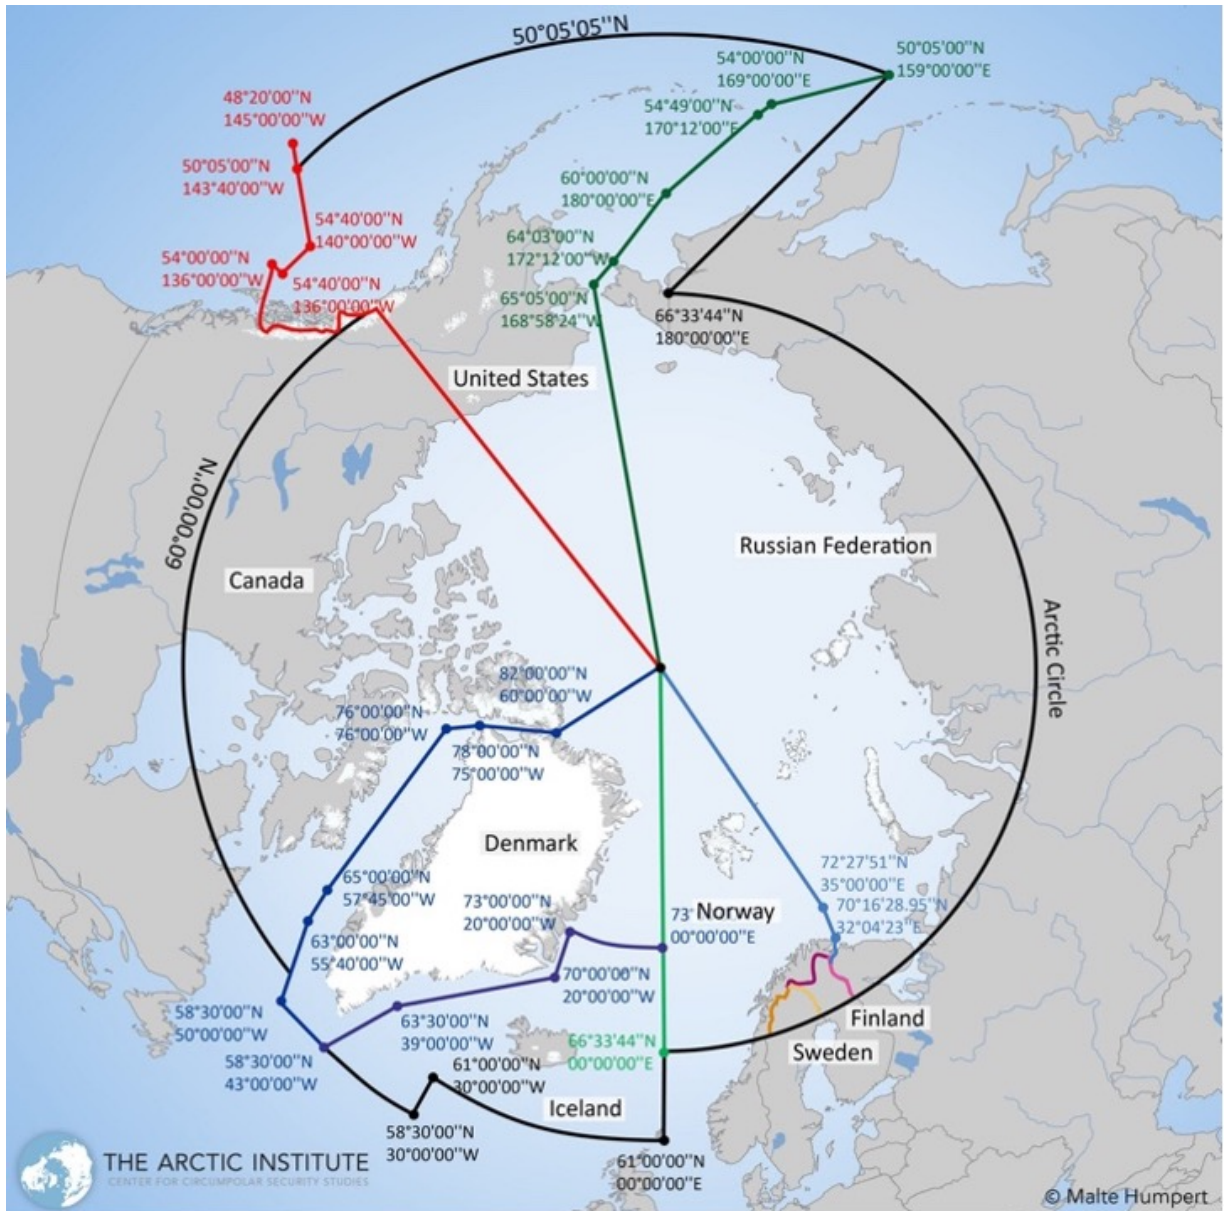 50°05'05''N
50°05'00''N
159°00'00''E
54°00'00''N
169°00'00''E
54°49'00''N
170°12'00''E
48°20'00''N
145°00'00''W
50°05'00''N
143°40'00''W
60°00'00''N
180°00'00''E
54°40'00''N
140°00'00''W
54°00'00''N
136°00'00''W
64°03'00''N
172°12'00''W
54°40'00''N
136°00'00''W
65°05'00''N
168°58'24''W
66°33'44''N
180°00'00''E
United States
60°00'00''N
Russian Federation
Canada
Arctic Circle
82°00'00''N
60°00'00''W
76°00'00''N
76°00'00''W
78°00'00''N
75°00'00''W
Denmark
72°27'51''N
35°00'00''E
65°00'00''N
57°45'00''W
73°00'00''N
20°00'00''W
73°
Norway
00°00'00''E
70°16'28.95''N
32°04'23''E
63°00'00''N
55°40'00''W
70°00'00''N
20°00'00''W
58°30'00''N
50°00'00''W
63°30'00''N
39°00'00''W
Finland
66°33'44''N
00°00'00''E
Sweden
58°30'00''N
43°00'00''W
61°00'00''N
30°00'00''W
Iceland
58°30'00''N
30°00'00''W
61°00'00''N
00°00'00''E
THE ARCTIC INSTITUTE
CENTER FOR CIRCUMPOLAR SECURITY STUDIES
© Malte Humpert